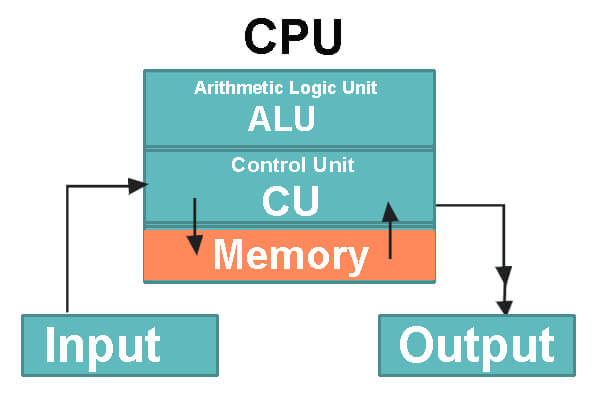 CPU
Arithmetic Logic Unit
ALU
Control Unit
CU
Memory
Input
Output